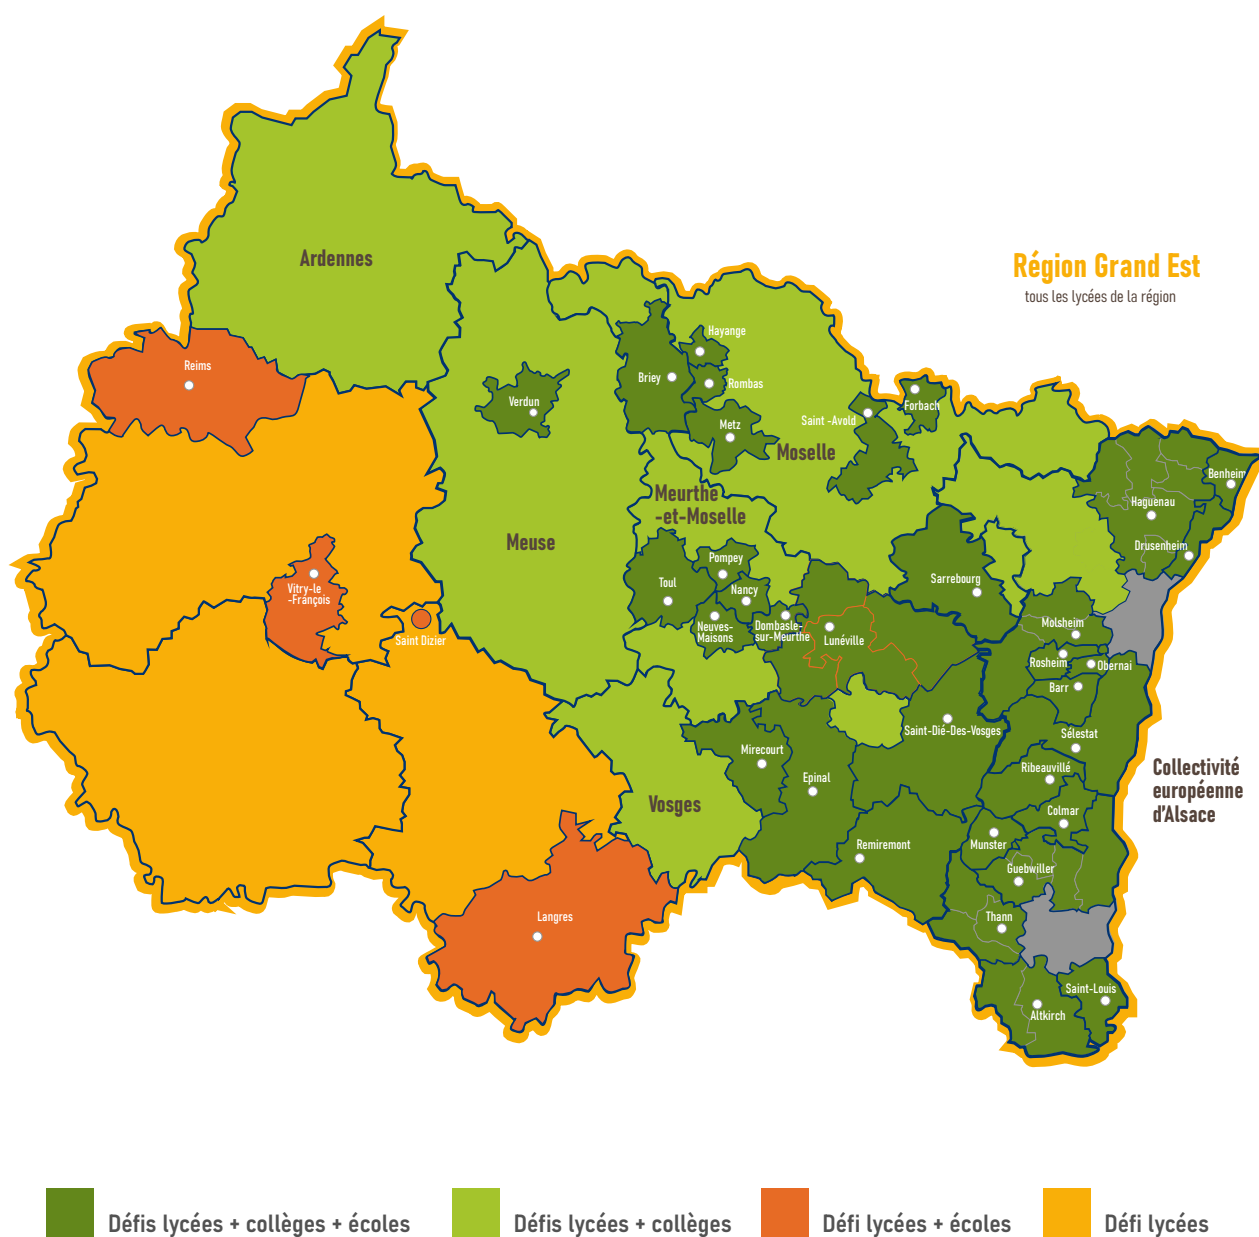 Région Grand Est
tous les lycées de la région
Ardennes
Reims
Hayange
Briey
Rombas
Verdun
Metz
Saint -Avold
Forbach
Moselle
Benheim
Haguenau
Meurthe
-et-Moselle
Meuse
Drusenheim
Pompey
Toul
Nancy
Sarrebourg
Vitry-le
-François
Saint Dizier
Neuves-
Maisons
Dombasle-
sur-Meurthe
Lunéville
Molsheim
Rosheim
Obernai
Barr
Saint-Dié-Des-Vosges
Sélestat
Mirecourt
Epinal
Ribeauvillé
Collectivité
européenne
d'Alsace
Vosges
Colmar
Munster
Remiremont
Guebwiller
Langres
Thann
Saint-Louis
Altkirch
Défis lycées + collèges + écoles
Défis lycées + collèges
Défi lycées + écoles
Défi lycées